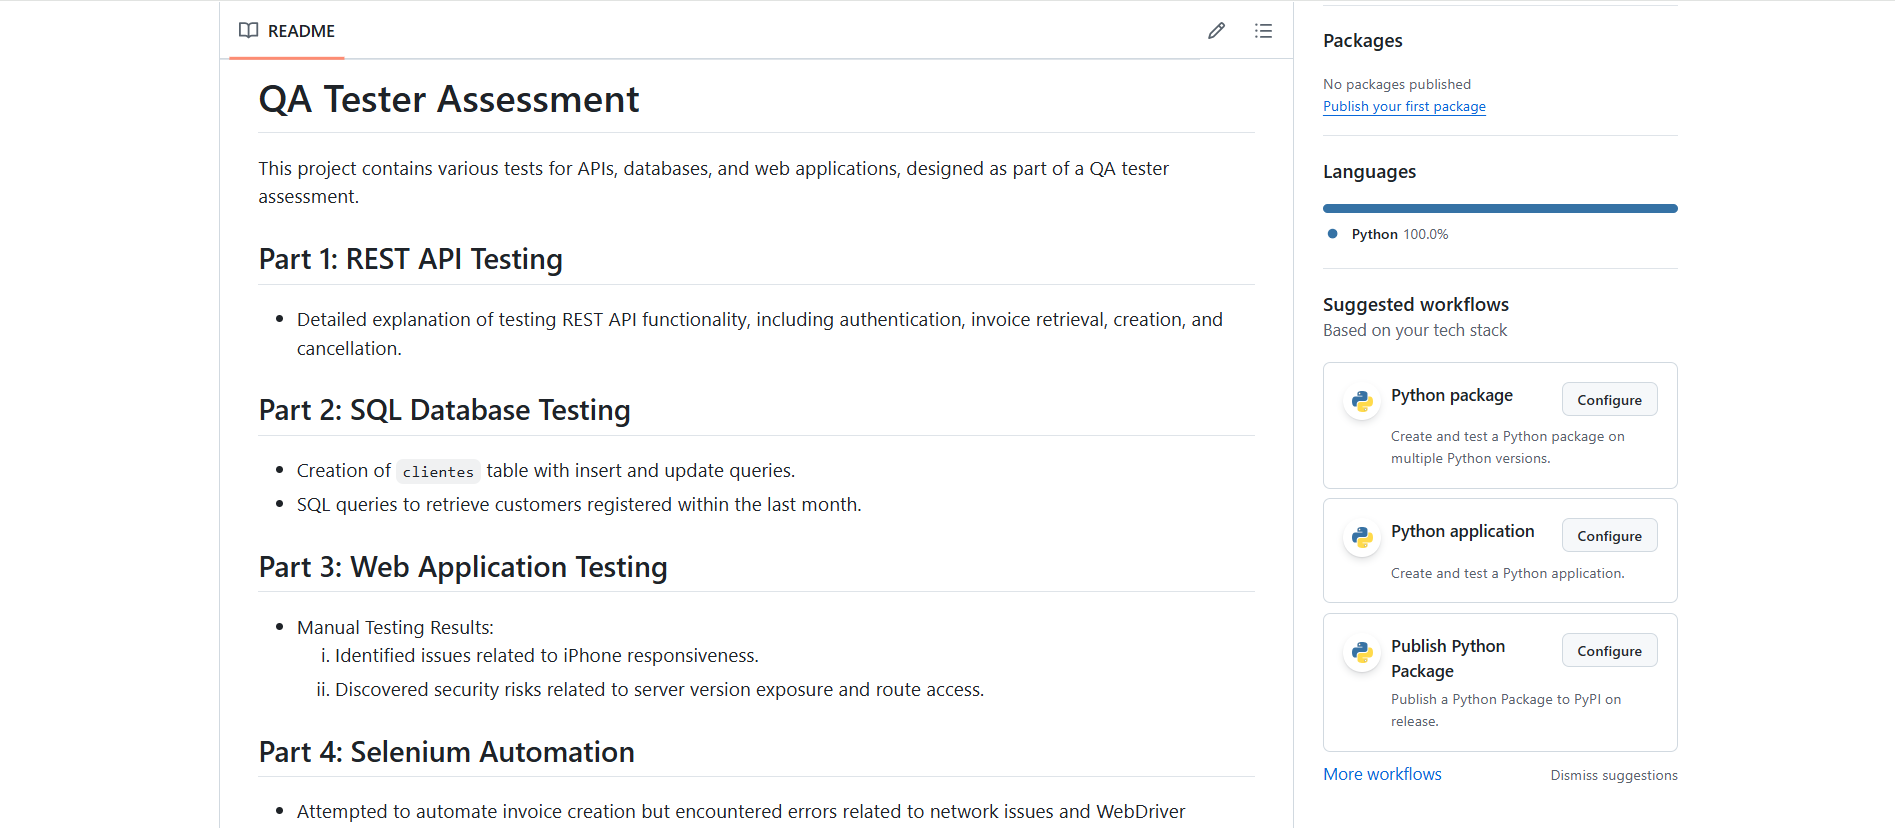 README
QA Tester Assessment
This project contains various tests for APIs, databases, and web applications, designed as part of a QA tester
assessment.
Part 1: REST API Testing
Detailed explanation of testing REST API functionality, including authentication, invoice retrieval, creation, and
cancellation.
Part 2: SQL Database Testing
Creation of clientes table with insert and update queries.
SQL queries to retrieve customers registered within the last month.
Part 3: Web Application Testing
Manual Testing Results:
i. Identified issues related to iPhone responsiveness.
ii. Discovered security risks related to server version exposure and route access.
Part 4: Selenium Automation
Attempted to automate invoice creation but encountered errors related to network issues and WebDriver
Packages
No packages published
Publish your first package
Languages
Python 100.0%
Suggested workflows
Based on your tech stack
Python package
Configure
Create and test a Python package on
multiple Python versions.
Python application
Configure
Create and test a Python application.
Publish Python
Package
Configure
Publish a Python Package to PyPI on
release.
More workflows
Dismiss suggestions